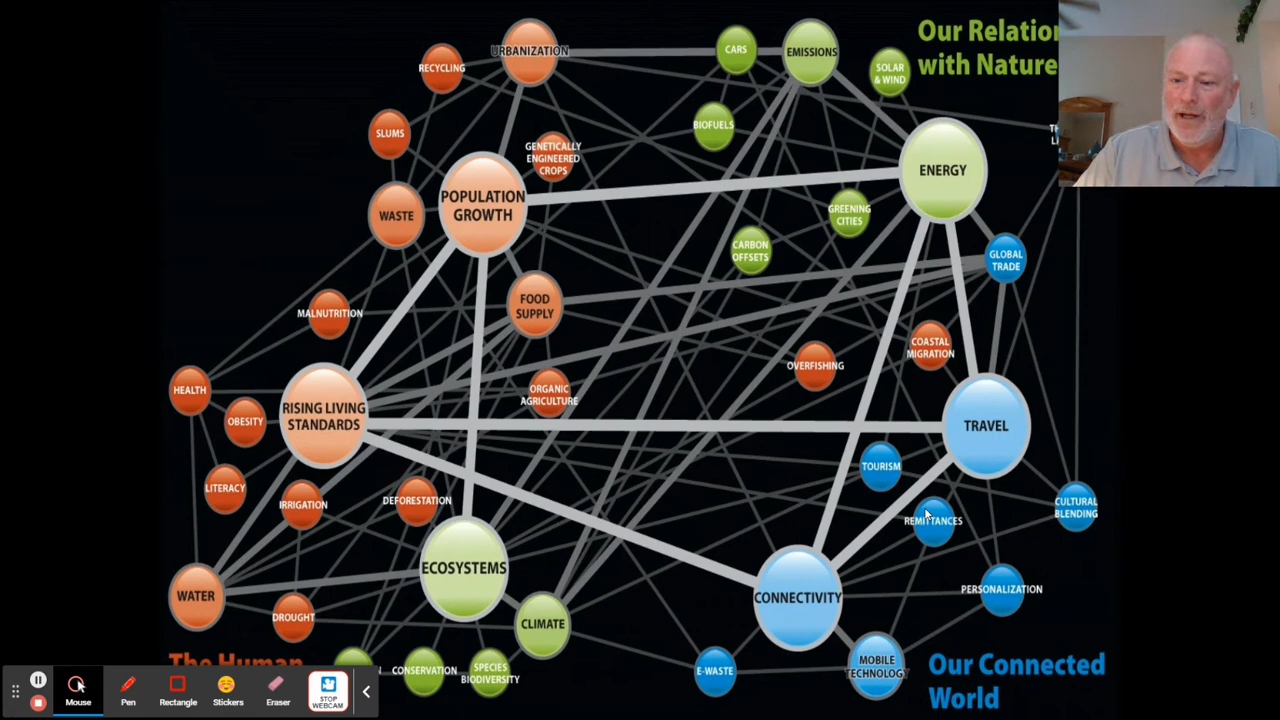 Our Relatio
with Nature
URBANIZATION
CARS
EMISSIONS
RECYCLING
SOLAR
& WIND
BIOFUELS
SLUMS
GENETICALLY
ENGINEERED
CROPS
ENERGY
POPULATION
GROWTH
WASTE
GREENING
CITIES
CARBON
OFFSETS
GLOBAL
TRADE
FOOD
SUPPLY
MALNUTRITION
COASTAL
MIGRATION
OVERFISHING
HEALTH
ORGANIC
AGRICULTURE
RISING LIVING
STANDARDS
OBESITY
TRAVEL
TOURISM
LITERACY
IRRIGATION
DEFORESTATION
CULTURAL
BLENDING
REMITTANCES
ECOSYSTEMS
WATER
CONNECTIVITY
PERSONALIZATION
DROUGHT
CLIMATE
The Human
CONSERVATION
SPECIES
BIODIVERSITY
E-WASTE
MOBILE
TECHNOLOGY
Our Connected
World
Mouse
Pen
Rectangle
Stickers
Eraser
STOP
WEBCAM